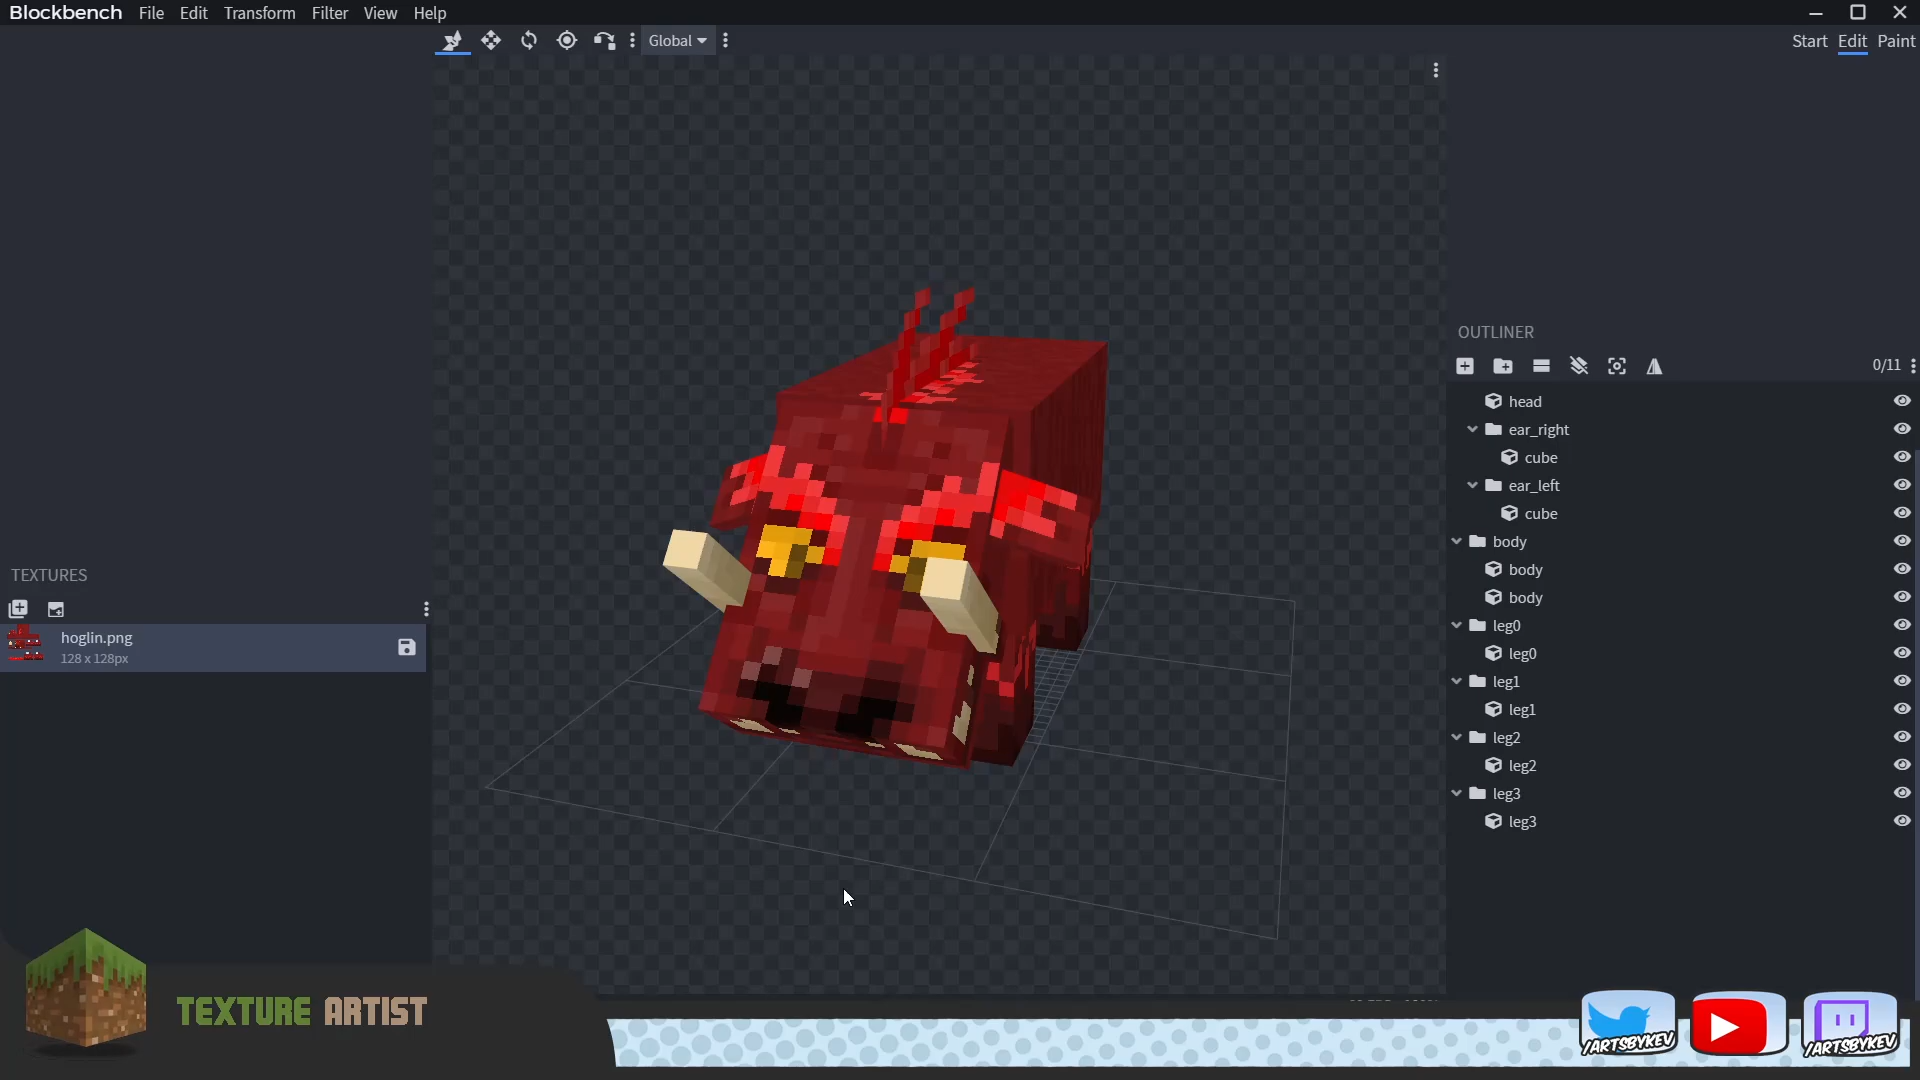 Blockbench File Edit Transform Filter View Help
Global
Start Edit Paint
OUTLINER
0/11
head
ear_right
cube
ear_left
cube
body
body
body
leg0
leg0
leg1
leg1
leg2
leg2
leg3
leg3
TEXTURES
hoglin.png
128 x 128px
TEXTURE ARTIST
/ARTSBYKEV
/ARTSBYKEV